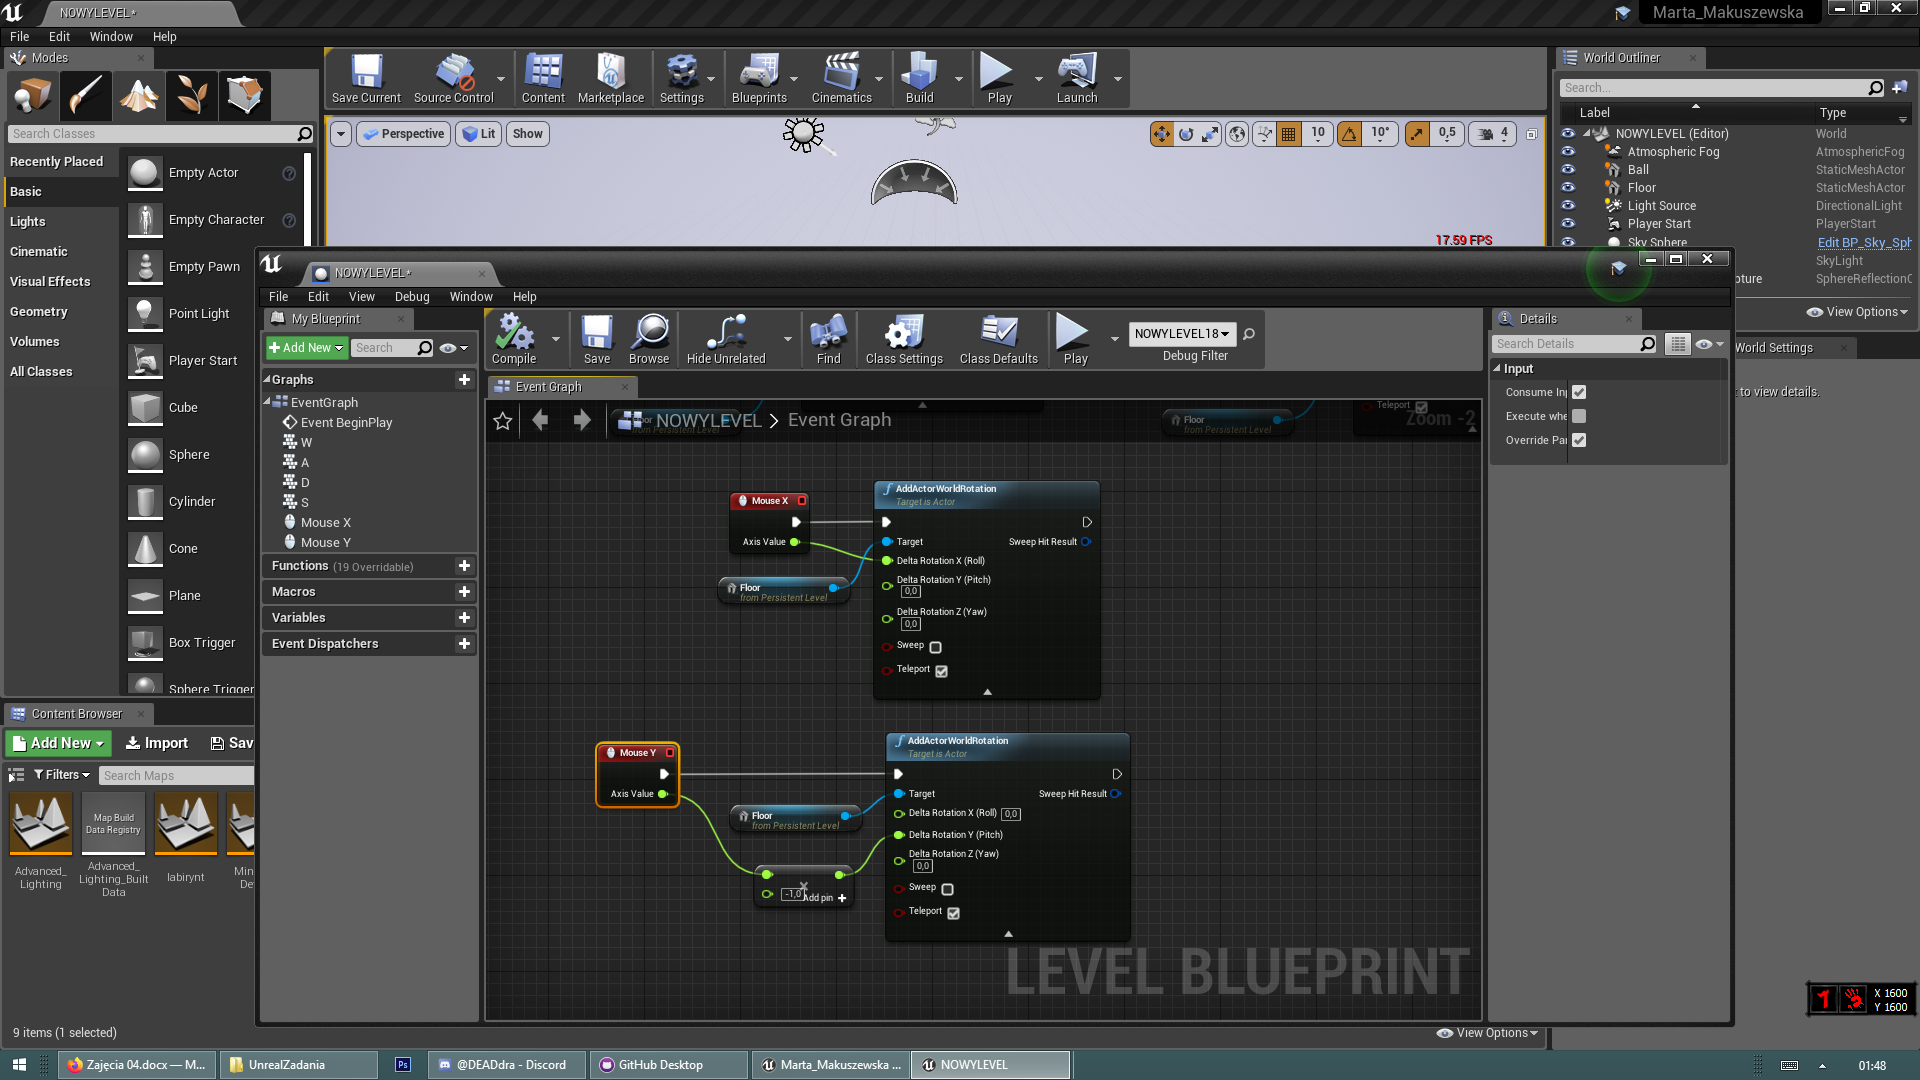 NOWYLEVEL*
Marta_Makuszewska
File Edit Window Help
Modes
Search Classes
Recently Placed
Basic
Lights
Cinematic
Visual Effects
Geometry
Volumes
All Classes
Empty Actor
Empty Character
Empty Pawn
Point Light
Player Start
Cube
Sphere
Cylinder
Cone
Plane
Box Trigger
Sphere Trigger
Save Current
Source Control
Content
Marketplace
Settings
Blueprints
Cinematics
Build
Play
Launch
Perspective
Lit
Show
10
10°
0,5
4
17.59 FPS
World Outliner
Search...
Label Type
NOWYLEVEL (Editor) World
Atmospheric Fog AtmosphericFog
Ball StaticMeshActor
Floor StaticMeshActor
Light Source DirectionalLight
Player Start PlayerStart
Sky Sphere Edit BP_Sky_Sph
SkyLight
pture SphereReflectionC
View Options
World Settings
to view details.
NOWYLEVEL*
File Edit View Debug Window Help
My Blueprint
Add New
Search
Graphs
EventGraph
Event BeginPlay
W
A
D
S
Mouse X
Mouse Y
Functions (19 Overridable)
Macros
Variables
Event Dispatchers
Compile
Save
Browse
Hide Unrelated
Find
Class Settings
Class Defaults
Play
NOWYLEVEL18
Debug Filter
Event Graph
NOWYLEVEL > Event Graph
Floor
from Persistent Level
Teleport
Zoom -2
Mouse X
Axis Value
Floor
from Persistent Level
AddActorWorldRotation
Target is Actor
Target
Sweep Hit Result
Delta Rotation X (Roll)
Delta Rotation Y (Pitch)
0,0
Delta Rotation Z (Yaw)
0,0
Sweep
Teleport
Mouse Y
Axis Value
Floor
from Persistent Level
-1,0
Add pin
AddActorWorldRotation
Target is Actor
Target
Sweep Hit Result
Delta Rotation X (Roll) 0,0
Delta Rotation Y (Pitch)
Delta Rotation Z (Yaw)
0,0
Sweep
Teleport
LEVEL BLUEPRINT
Details
Search Details
Input
Consume Inp
Execute whe
Override Par
Content Browser
Add New
Import
Sav
Filters
Search Maps
Advanced_
Lighting
Map Build
Data Registry
Advanced_
Lighting_Built
Data
labirynt
Min
De
9 items (1 selected)
View Options
X 1600
Y 1600
Zajęcia 04.docx — M...
UnrealZadania
Ps
@DEADdra - Discord
GitHub Desktop
Marta_Makuszewska ...
NOWYLEVEL
01:48